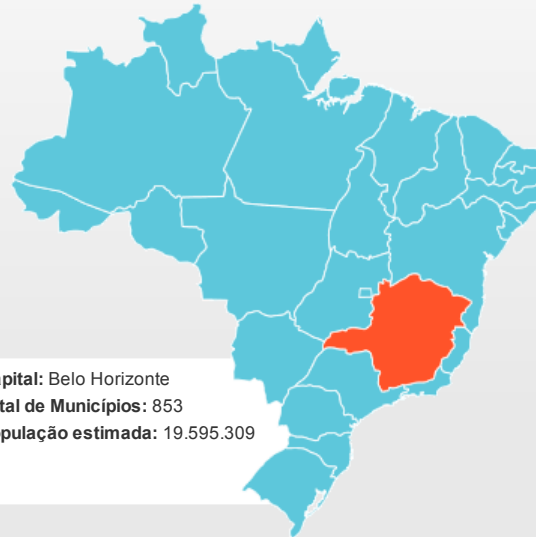 pital: Belo Horizonte
tal de Municípios: 853
pulação estimada: 19.595.309